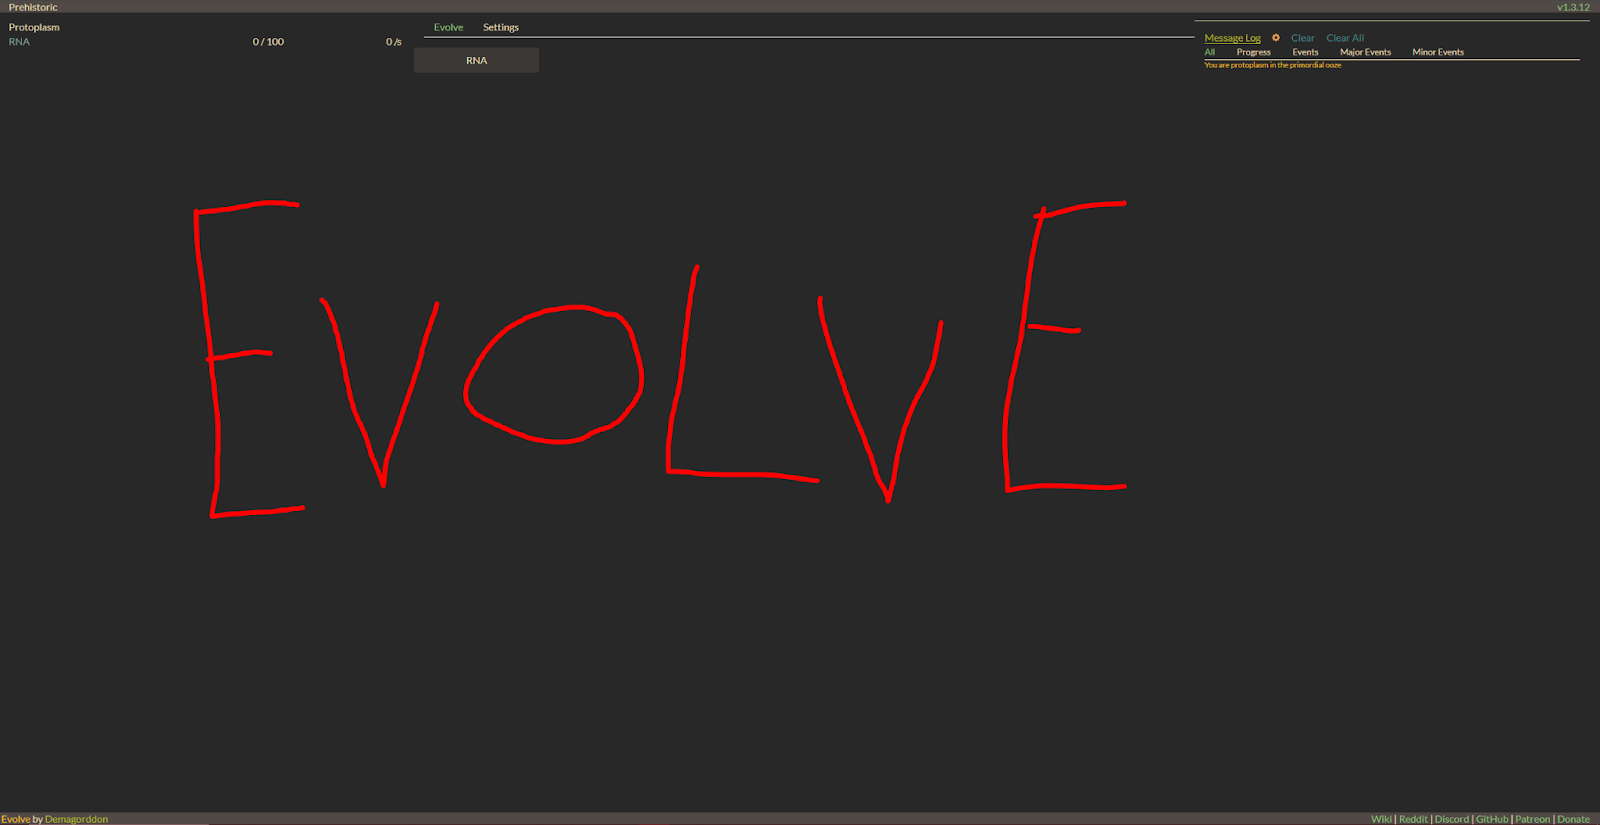 Prehistoric v1.3.12
Protoplasm
RNA 0 / 100 0 /s
Evolve Settings
RNA
Message Log Clear Clear All
All Progress Events Major Events Minor Events
You are protoplasm in the primordial ooze
EVOLVE
Evolve by Demagorddon
Wiki | Reddit | Discord | GitHub | Patreon | Donate